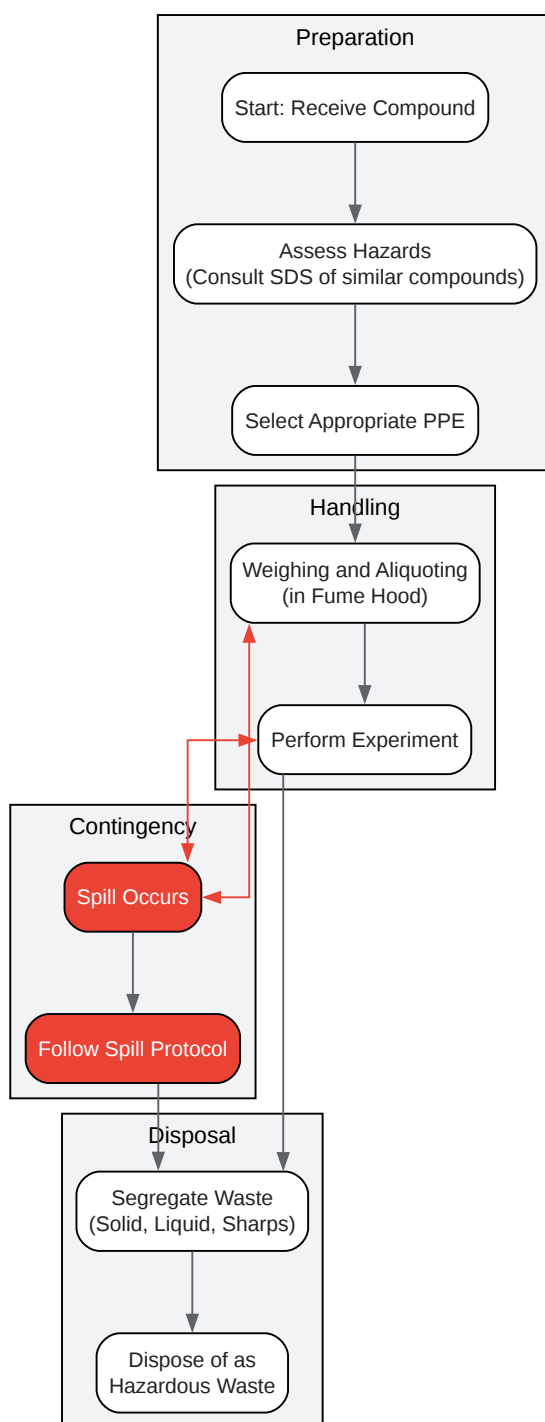 Preparation
Start: Receive Compound
Assess Hazards
(Consult SDS of similar compounds)
Select Appropriate PPE
Handling
Weighing and Aliquoting
(in Fume Hood)
Perform Experiment
Contingency
Spill Occurs
Follow Spill Protocol
Disposal
Segregate Waste
(Solid, Liquid, Sharps)
Dispose of as
Hazardous Waste